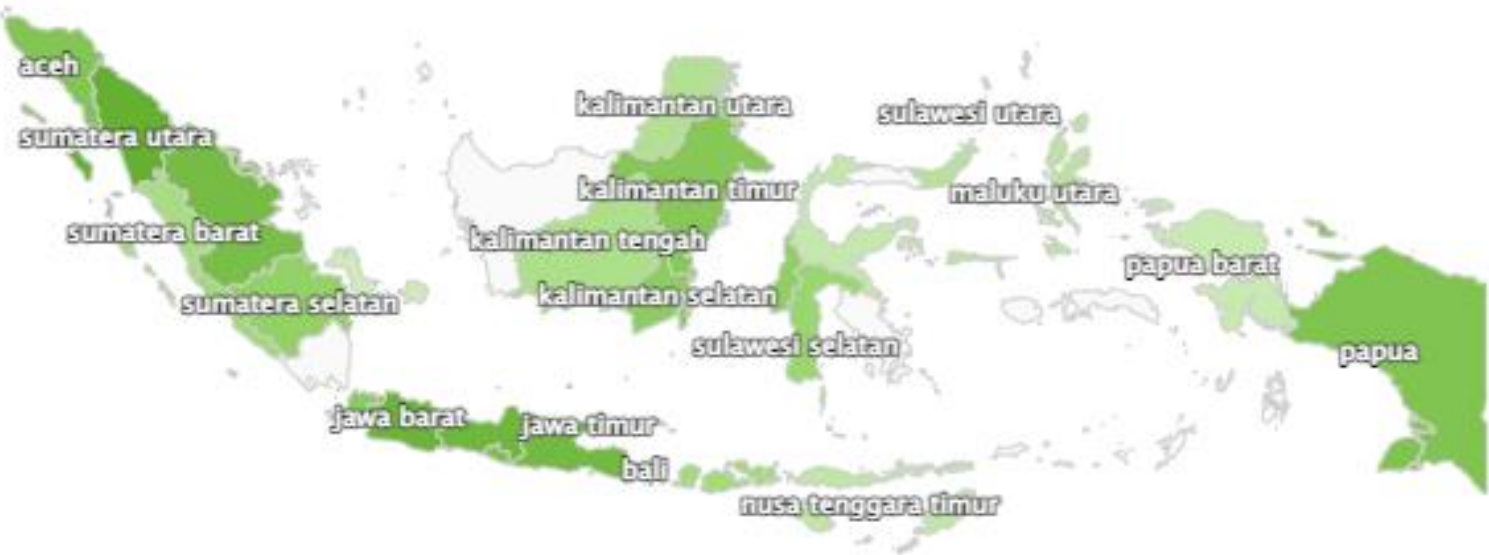 aceh
kalimantan utara
sulawesi utara
sumatera utara
kalimantan timur
maluku utara
sumatera barat
kalimantan tengah
papua barat
sumatera selatan
kalimantan selatan
sulawesi selatan
papua
jawa barat
jawa timur
bali
nusa tenggara timur